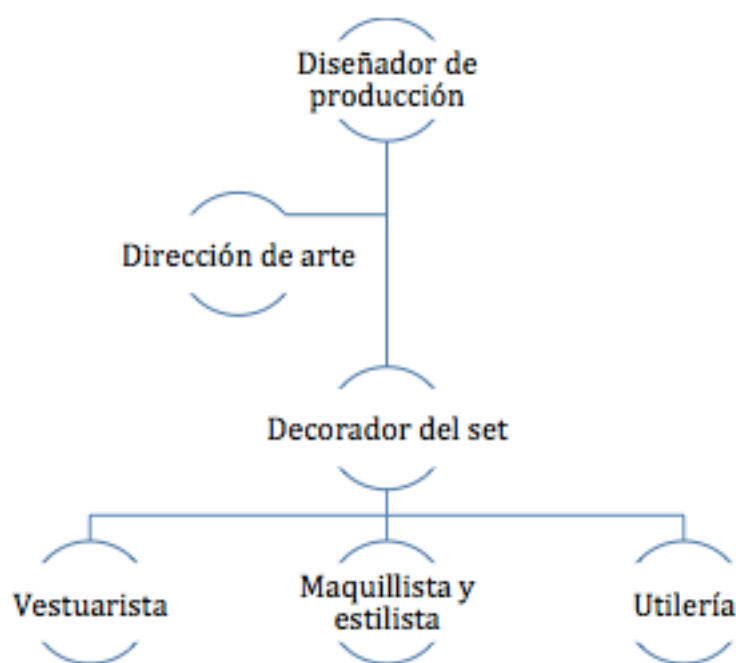 Diseñador de
producción
Dirección de arte
Decorador del set
Vestuarista
Maquillista y
estilista
Utilería